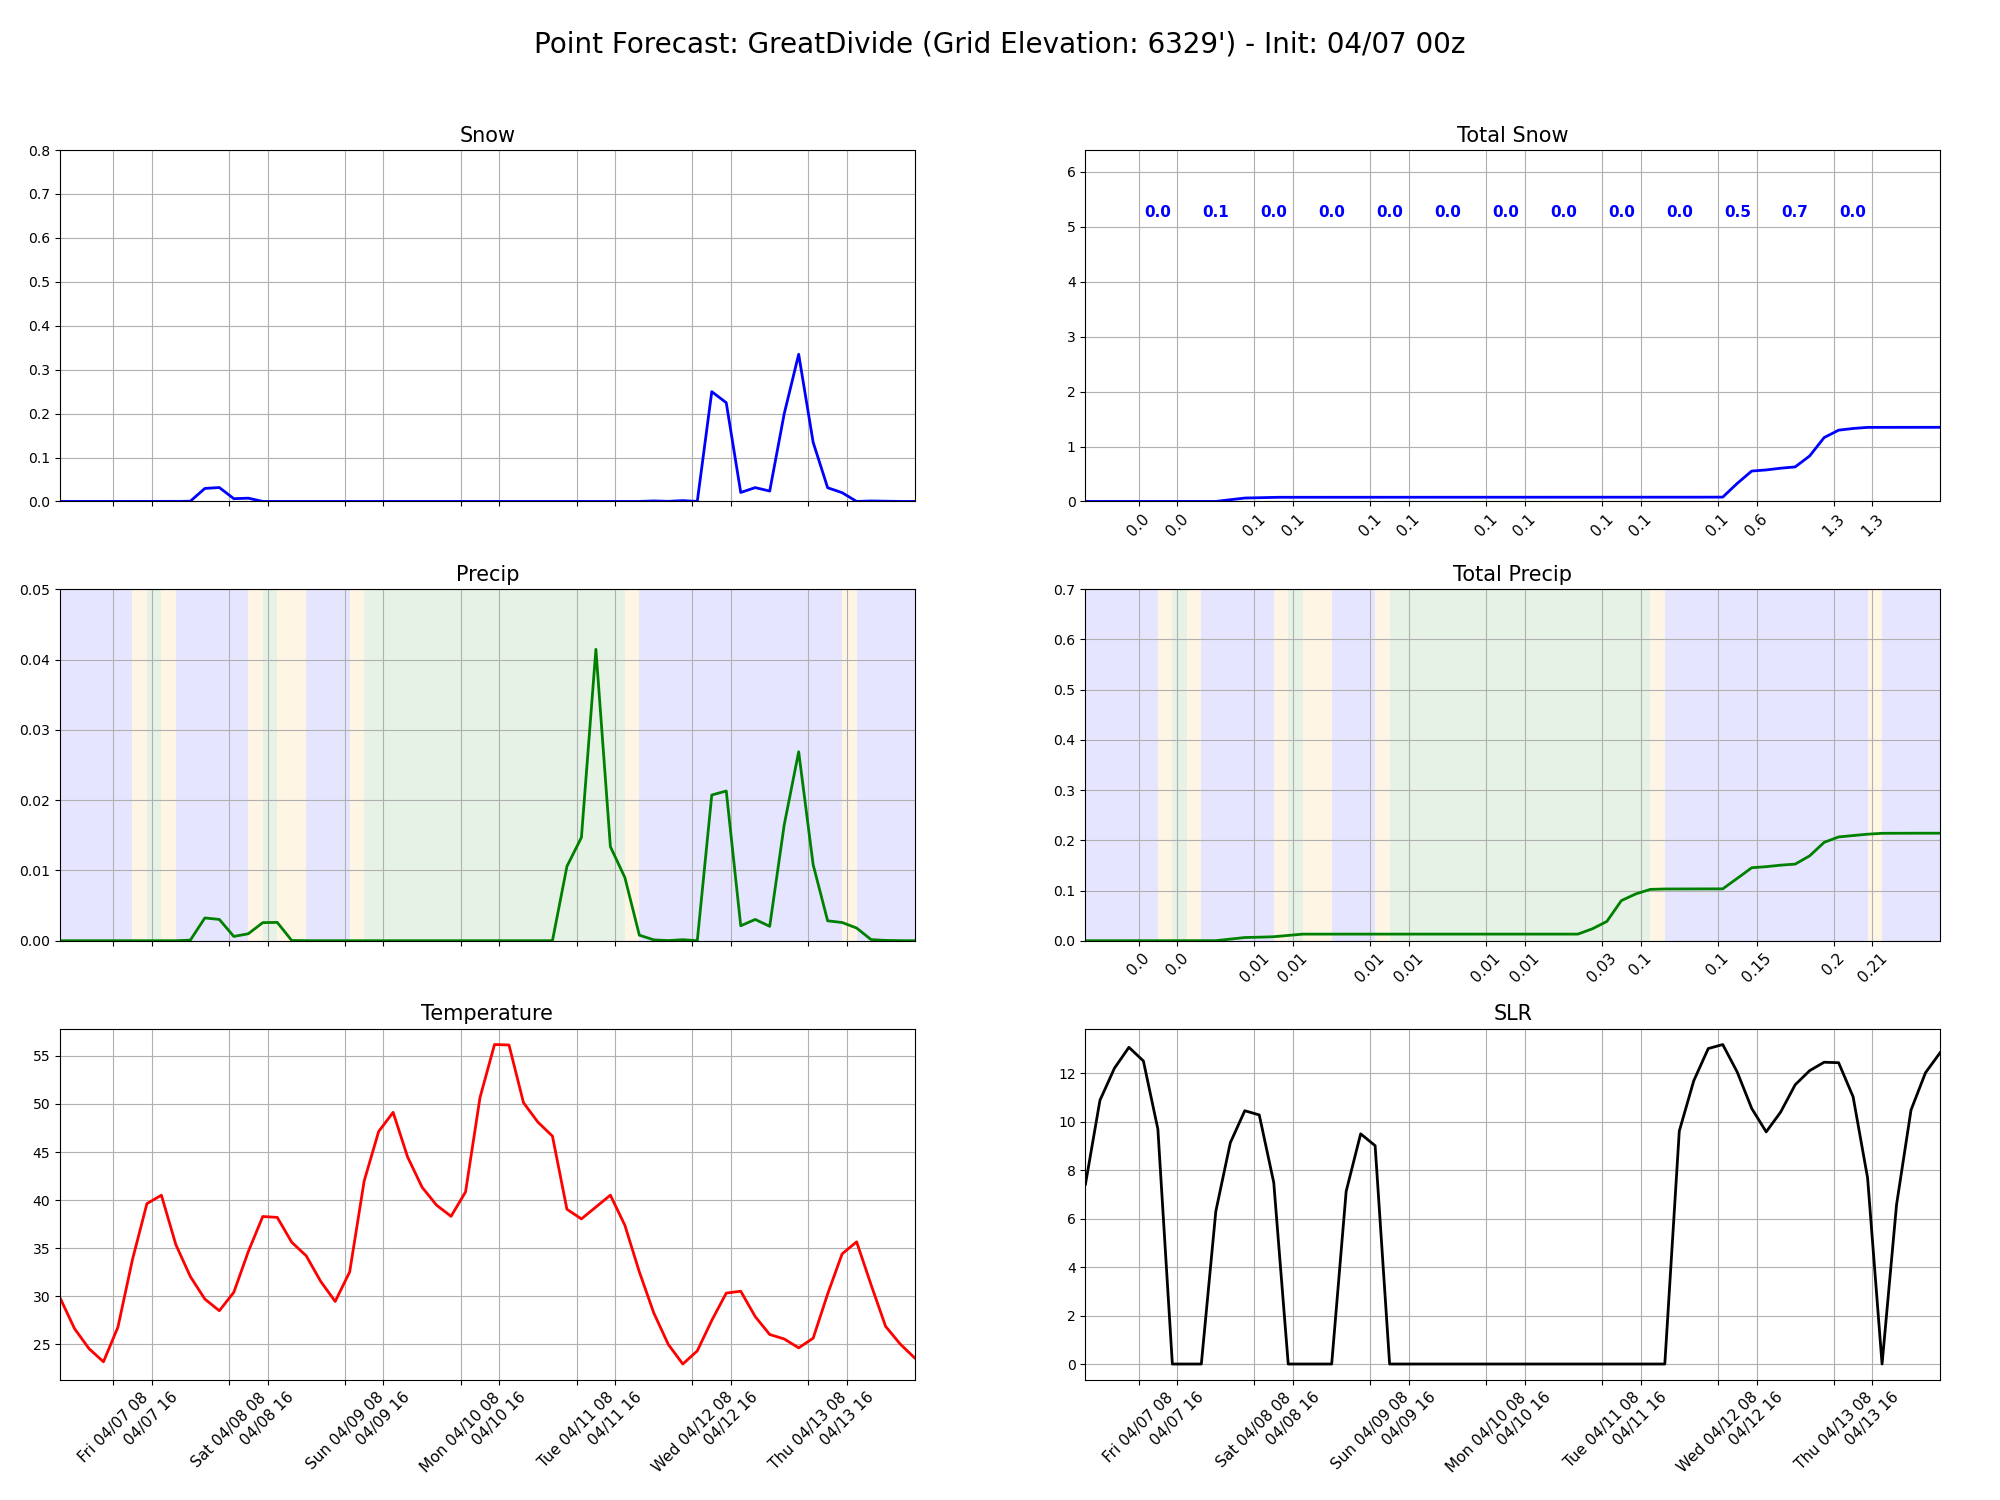 Point Forecast: GreatDivide (Grid Elevation: 6329') - Init: 04/07 00z
Snow
0.8
0.7
0.6
0.5
0.4
0.3
0.2
0.1
0.0
Total Snow
6
5
4
3
2
1
0
0.0 0.1 0.0 0.0 0.0 0.0 0.0 0.0 0.0 0.0 0.5 0.7 0.0
0.0 0.0 0.1 0.1 0.1 0.1 0.1 0.1 0.1 0.1 0.1 0.6 1.3 1.3
Precip
0.05
0.04
0.03
0.02
0.01
0.00
Total Precip
0.7
0.6
0.5
0.4
0.3
0.2
0.1
0.0
0.0 0.0 0.01 0.01 0.01 0.01 0.01 0.01 0.03 0.1 0.1 0.15 0.2 0.21
Temperature
55
50
45
40
35
30
25
Fri 04/07 08
04/07 16
Sat 04/08 08
04/08 16
Sun 04/09 08
04/09 16
Mon 04/10 08
04/10 16
Tue 04/11 08
04/11 16
Wed 04/12 08
04/12 16
Thu 04/13 08
04/13 16
SLR
12
10
8
6
4
2
0
Fri 04/07 08
04/07 16
Sat 04/08 08
04/08 16
Sun 04/09 08
04/09 16
Mon 04/10 08
04/10 16
Tue 04/11 08
04/11 16
Wed 04/12 08
04/12 16
Thu 04/13 08
04/13 16